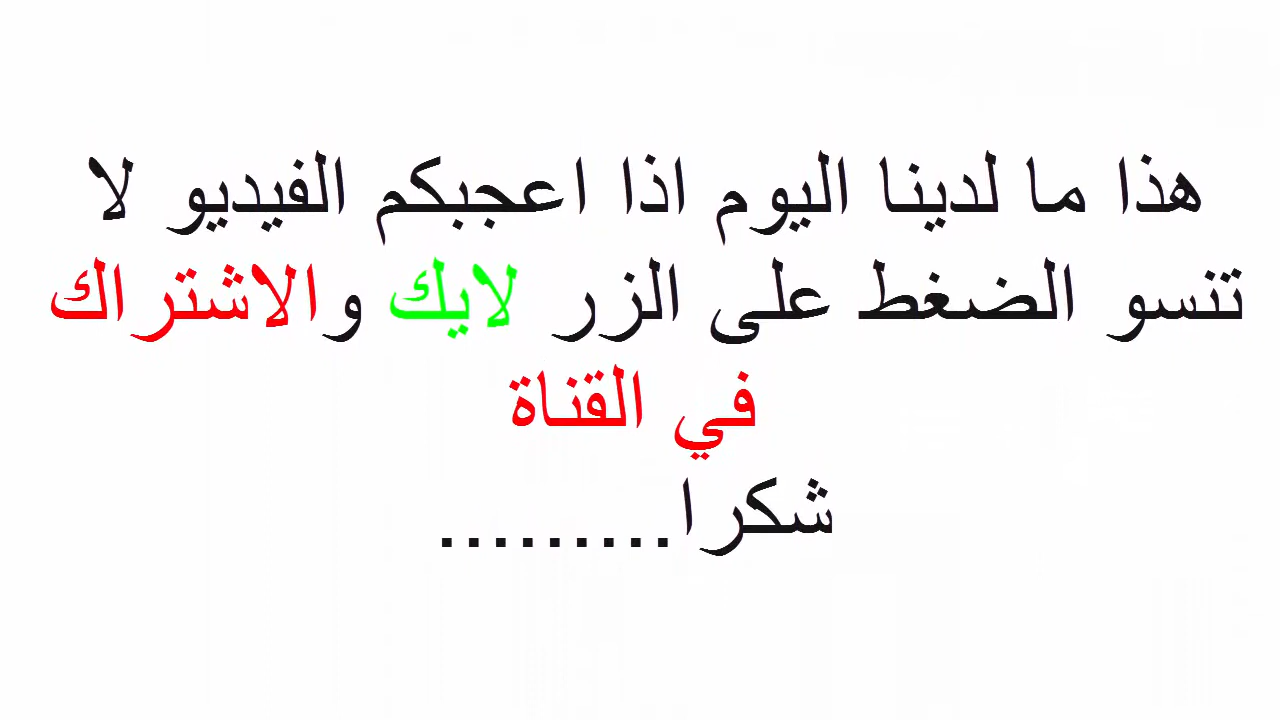 هذا ما لدينا اليوم اذا اعجبكم الفيديو لا
تنسو الضغط على الزر لايك والاشتراك
في القناة
شكرا.........